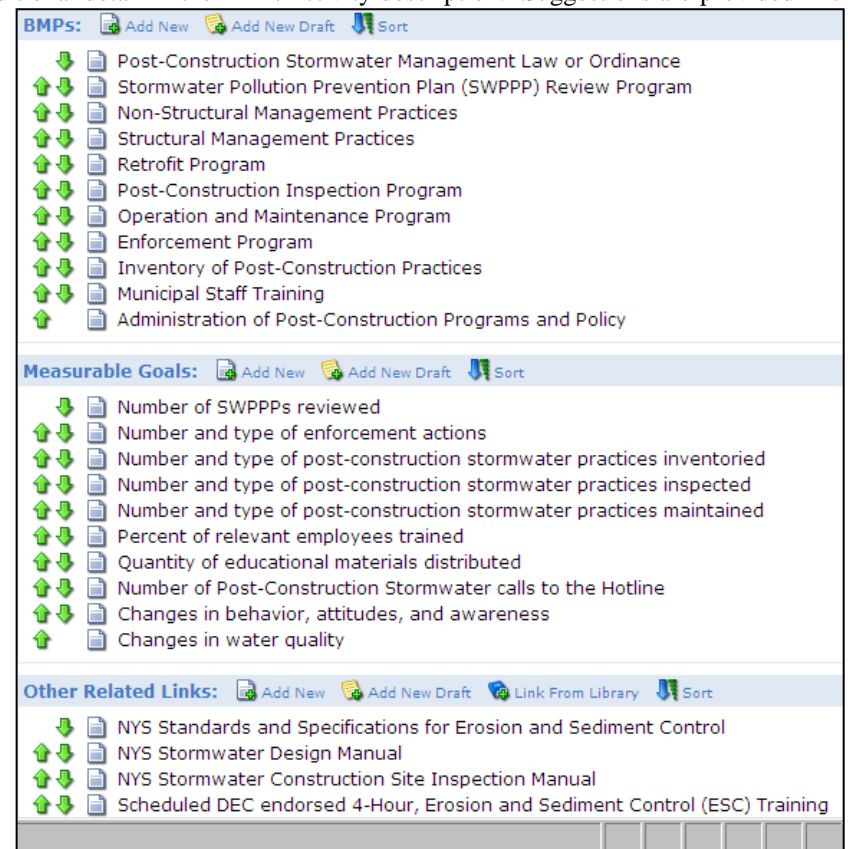 BMPs: Add New Add New Draft Sort
Post-Construction Stormwater Management Law or Ordinance
Stormwater Pollution Prevention Plan (SWPPP) Review Program
Non-Structural Management Practices
Structural Management Practices
Retrofit Program
Post-Construction Inspection Program
Operation and Maintenance Program
Enforcement Program
Inventory of Post-Construction Practices
Municipal Staff Training
Administration of Post-Construction Programs and Policy
Measurable Goals: Add New Add New Draft Sort
Number of SWPPPs reviewed
Number and type of enforcement actions
Number and type of post-construction stormwater practices inventoried
Number and type of post-construction stormwater practices inspected
Number and type of post-construction stormwater practices maintained
Percent of relevant employees trained
Quantity of educational materials distributed
Number of Post-Construction Stormwater calls to the Hotline
Changes in behavior, attitudes, and awareness
Changes in water quality
Other Related Links: Add New Add New Draft Link From Library Sort
NYS Standards and Specifications for Erosion and Sediment Control
NYS Stormwater Design Manual
NYS Stormwater Construction Site Inspection Manual
Scheduled DEC endorsed 4-Hour, Erosion and Sediment Control (ESC) Training